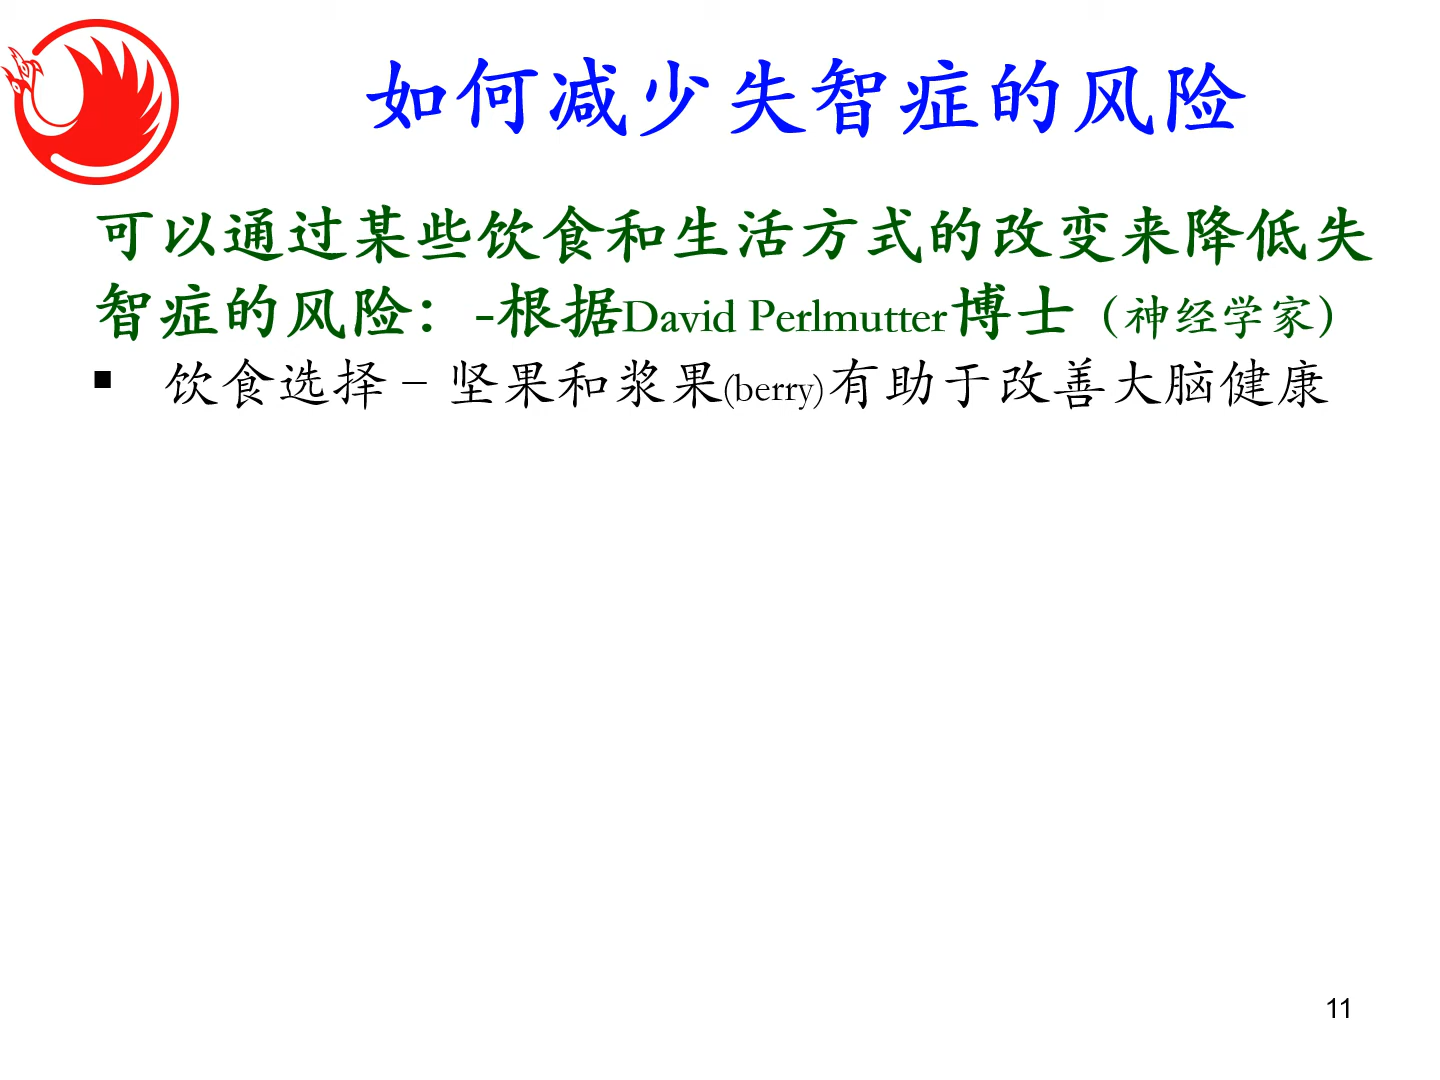 如何减少失智症的风险
可以通过某些饮食和生活方式的改变来降低失
智症的风险：-根据David Perlmutter博士（神经学家）
▪ 饮食选择 – 坚果和浆果(berry)有助于改善大脑健康
11